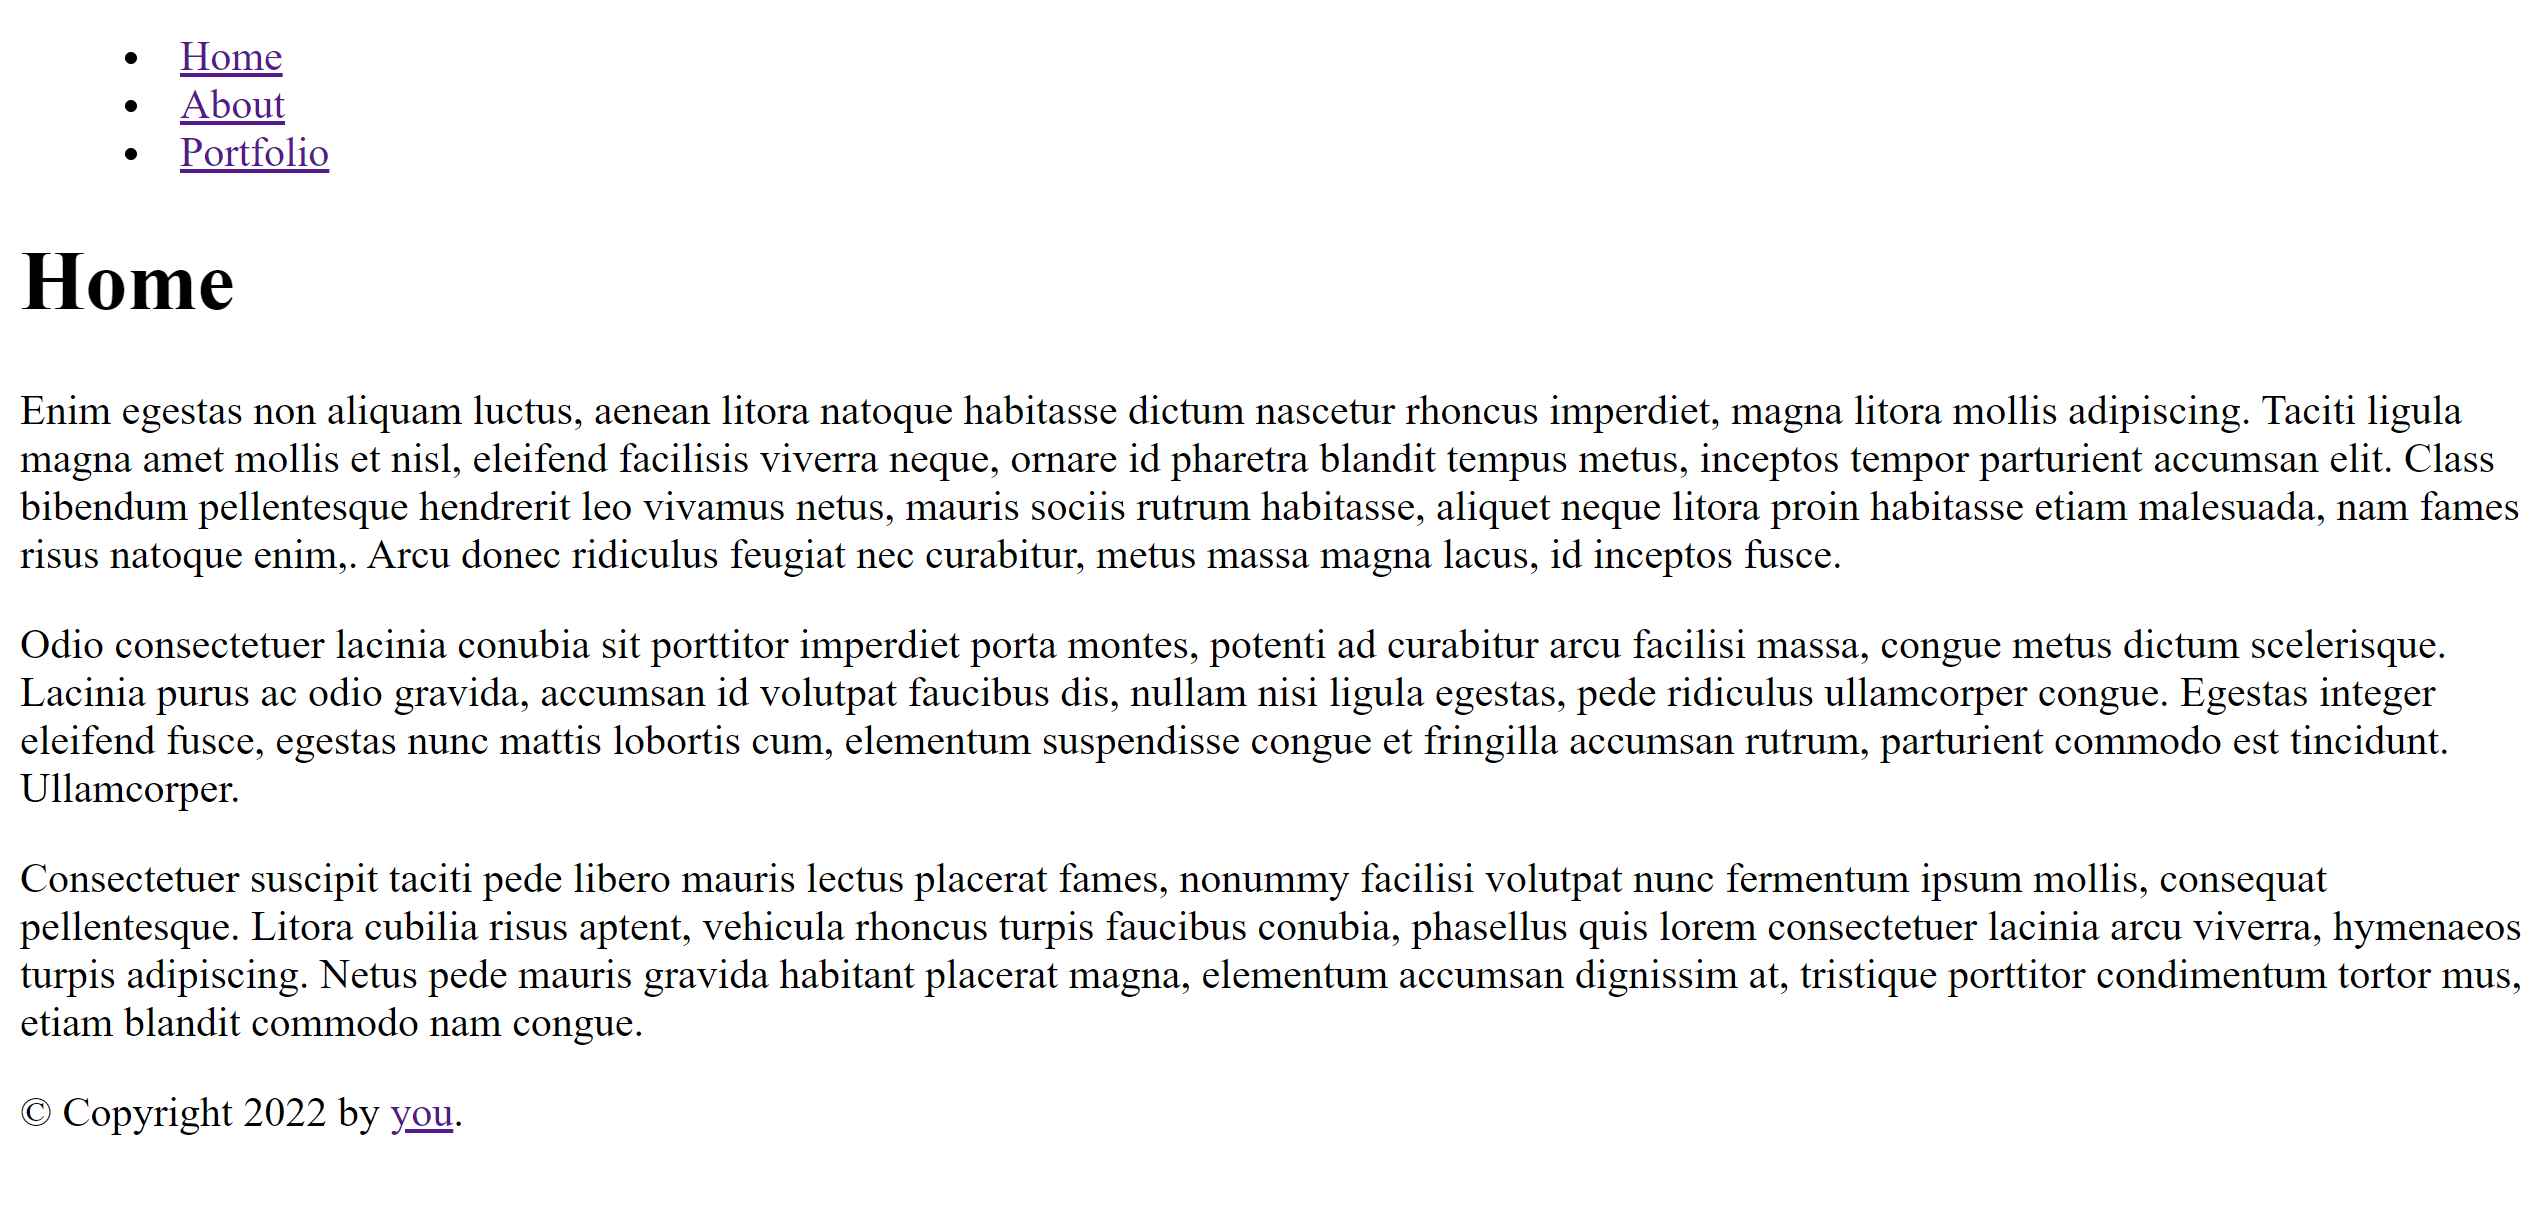 Home
About
Portfolio
Home
Enim egestas non aliquam luctus, aenean litora natoque habitasse dictum nascetur rhoncus imperdiet, magna litora mollis adipiscing. Taciti ligula
magna amet mollis et nisl, eleifend facilisis viverra neque, ornare id pharetra blandit tempus metus, inceptos tempor parturient accumsan elit. Class
bibendum pellentesque hendrerit leo vivamus netus, mauris sociis rutrum habitasse, aliquet neque litora proin habitasse etiam malesuada, nam fames
risus natoque enim,. Arcu donec ridiculus feugiat nec curabitur, metus massa magna lacus, id inceptos fusce.
Odio consectetuer lacinia conubia sit porttitor imperdiet porta montes, potenti ad curabitur arcu facilisi massa, congue metus dictum scelerisque.
Lacinia purus ac odio gravida, accumsan id volutpat faucibus dis, nullam nisi ligula egestas, pede ridiculus ullamcorper congue. Egestas integer
eleifend fusce, egestas nunc mattis lobortis cum, elementum suspendisse congue et fringilla accumsan rutrum, parturient commodo est tincidunt.
Ullamcorper.
Consectetuer suscipit taciti pede libero mauris lectus placerat fames, nonummy facilisi volutpat nunc fermentum ipsum mollis, consequat
pellentesque. Litora cubilia risus aptent, vehicula rhoncus turpis faucibus conubia, phasellus quis lorem consectetuer lacinia arcu viverra, hymenaeos
turpis adipiscing. Netus pede mauris gravida habitant placerat magna, elementum accumsan dignissim at, tristique porttitor condimentum tortor mus,
etiam blandit commodo nam congue.
© Copyright 2022 by you.